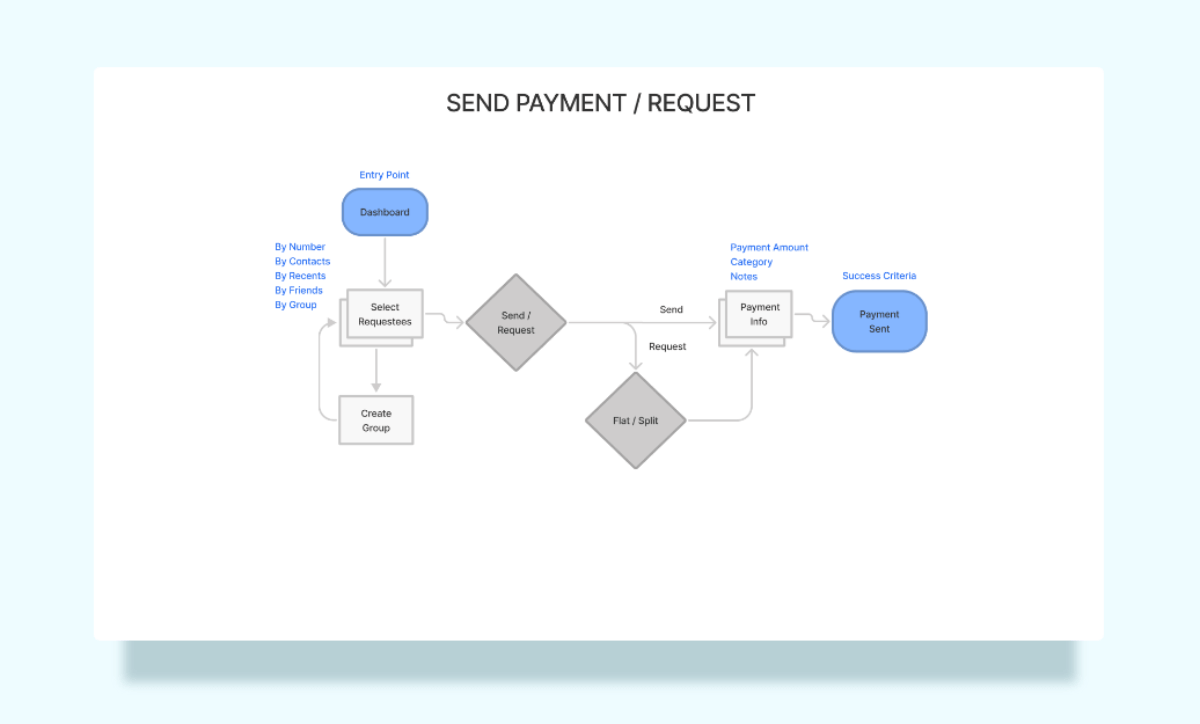 SEND PAYMENT / REQUEST
Entry Point
Dashboard
By Number
By Contacts
By Recents
By Friends
By Group
Select
Requestees
Create
Group
Send /
Request
Send
Request
Flat / Split
Payment Amount
Category
Notes
Payment
Info
Success Criteria
Payment
Sent